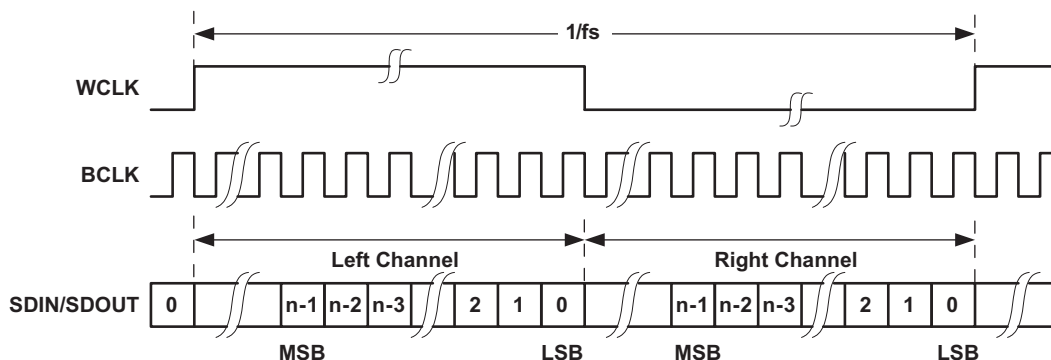 1/fs
WCLK
BCLK
Left Channel Right Channel
SDIN/SDOUT 0 n-1 n-2 n-3 2 1 0 n-1 n-2 n-3 2 1 0
MSB LSB MSB LSB